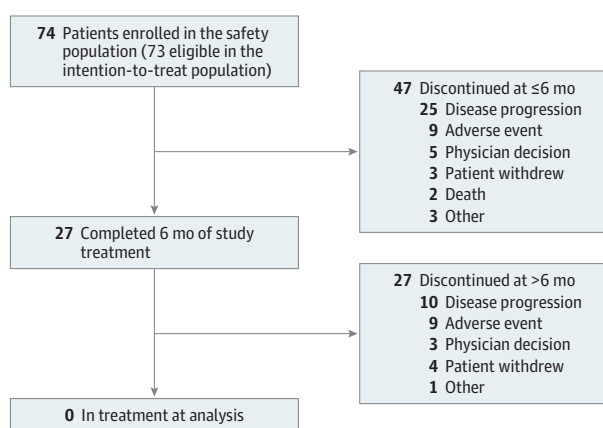 74 Patients enrolled in the safety
population (73 eligible in the
intention-to-treat population)
47 Discontinued at ≤6 mo
25 Disease progression
9 Adverse event
5 Physician decision
3 Patient withdrew
2 Death
3 Other
27 Completed 6 mo of study
treatment
27 Discontinued at >6 mo
10 Disease progression
9 Adverse event
3 Physician decision
4 Patient withdrew
1 Other
0 In treatment at analysis